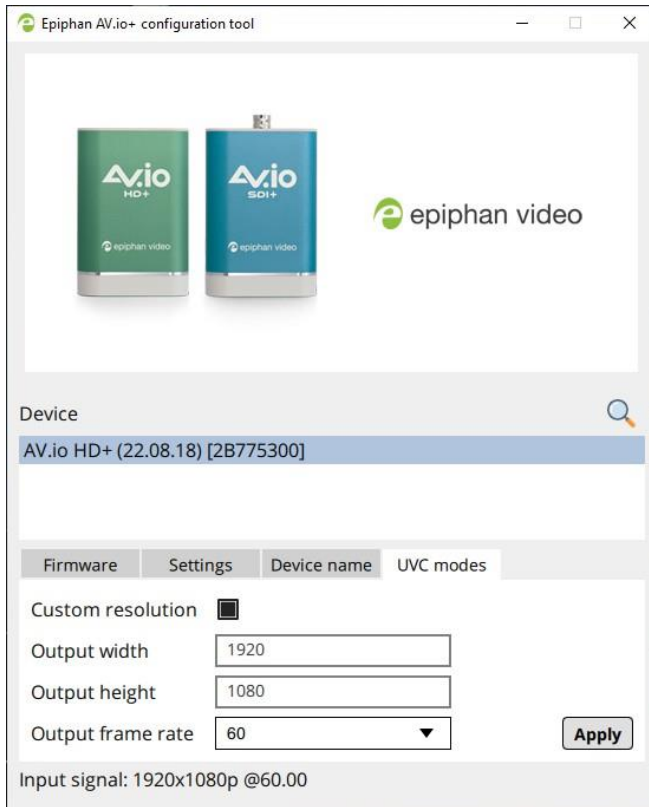 Epiphan AV.io+ configuration tool
AV.io
HD+
epiphan video
AV.io
SDI+
epiphan video
epiphan video
Device
AV.io HD+ (22.08.18) [2B775300]
Firmware Settings Device name UVC modes
Custom resolution
Output width 1920
Output height 1080
Output frame rate 60 Apply
Input signal: 1920x1080p @60.00